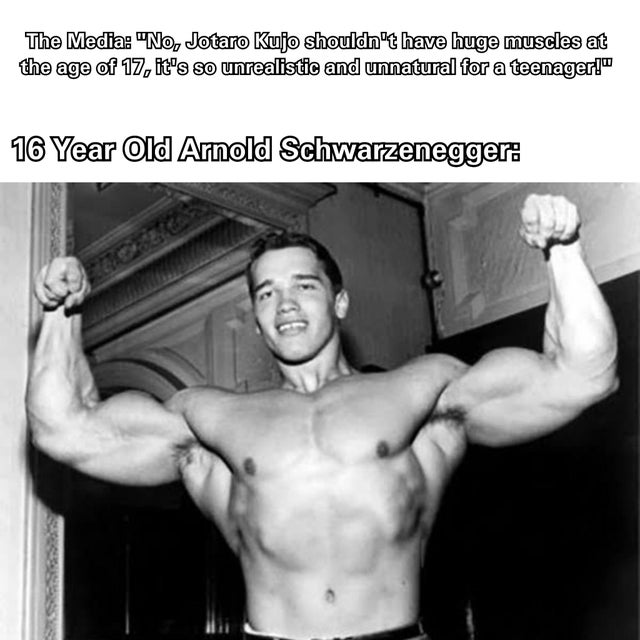 The Media: "No, Jotaro Kujo shouldn't have huge muscles at
the age of 17, it's so unrealistic and unnatural for a teenager!"
16 Year Old Arnold Schwarzenegger: